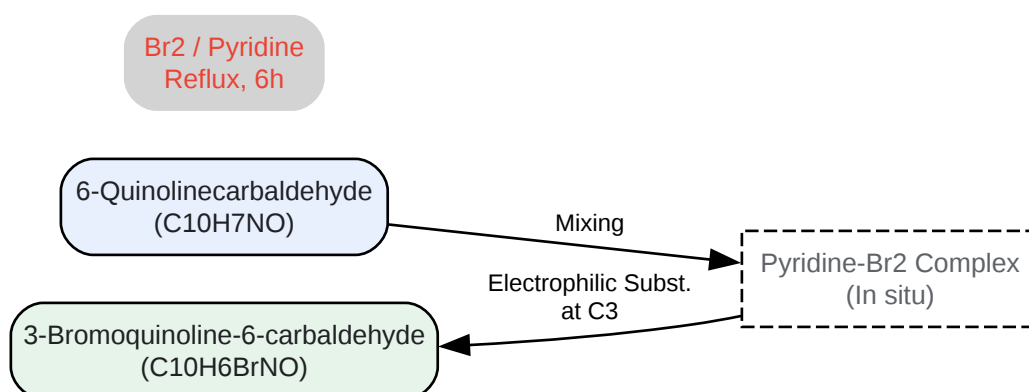 Br2 / Pyridine
Reflux, 6h
6-Quinolinecarbaldehyde
(C10H7NO)
Mixing
Pyridine-Br2 Complex
(In situ)
Electrophilic Subst.
at C3
3-Bromoquinoline-6-carbaldehyde
(C10H6BrNO)